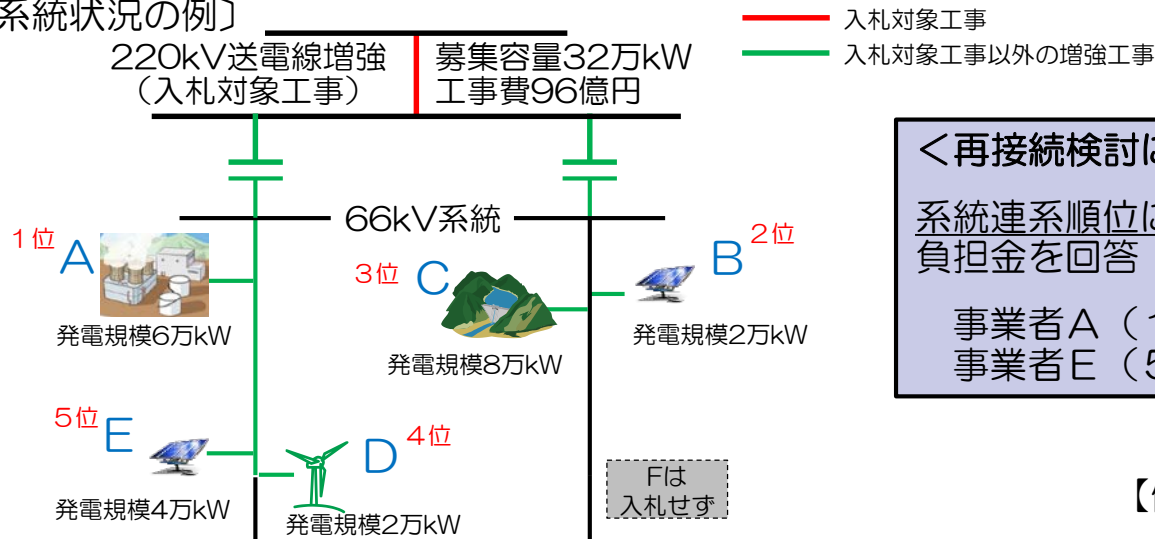 系統状況の例〕
入札対象工事
入札対象工事以外の増強工事
220kV送電線増強
（入札対象工事）
募集容量32万kW
工事費96億円
＜再接続検討に
系統連系順位に
負担金を回答
事業者A（
事業者E（5
66kV系統
1位
A
発電規模6万kW
2位
B
発電規模2万kW
3位
C
発電規模8万kW
5位
E
発電規模4万kW
4位
D
発電規模2万kW
Fは
入札せず